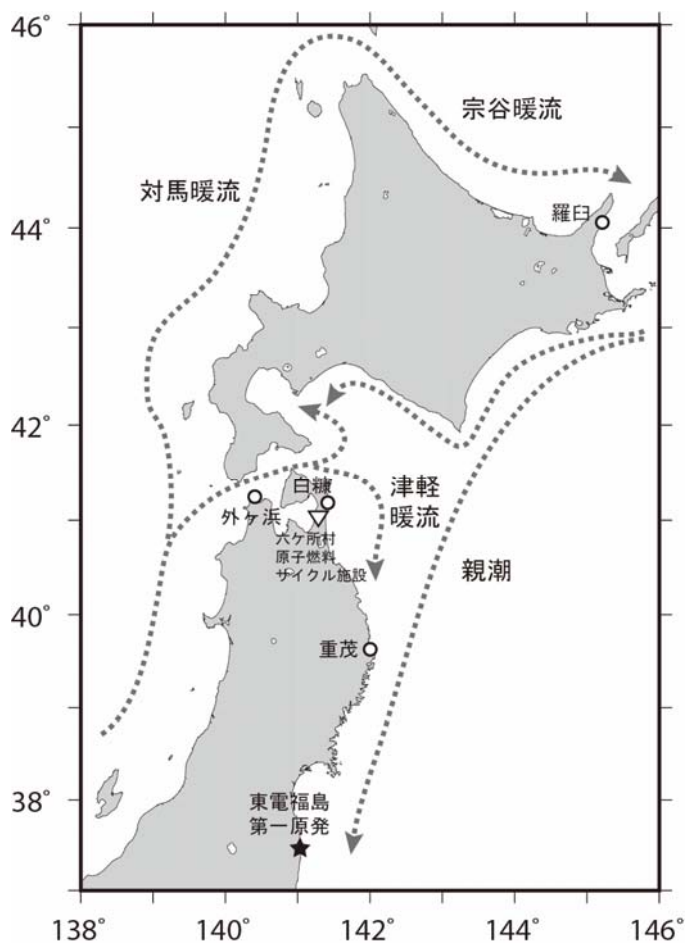 46°
宗谷暖流
対馬暖流
44°
羅臼
42°
白糠
津軽
暖流
外ヶ浜
六ケ所村
原子燃料
サイクル施設
親潮
40°
重茂
38°
東電福島
第一原発
138°
140°
142°
144°
146°